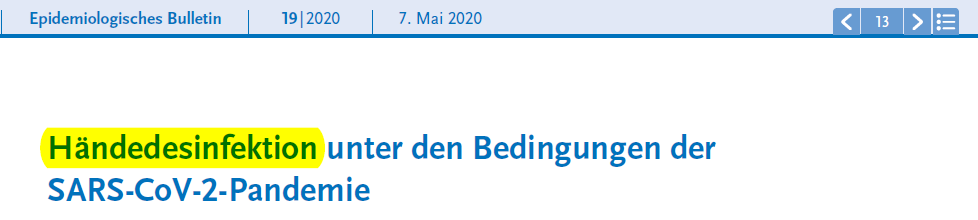 Epidemiologisches Bulletin 19 | 2020 7. Mai 2020 13
Händedesinfektion unter den Bedingungen der
SARS-CoV-2-Pandemie